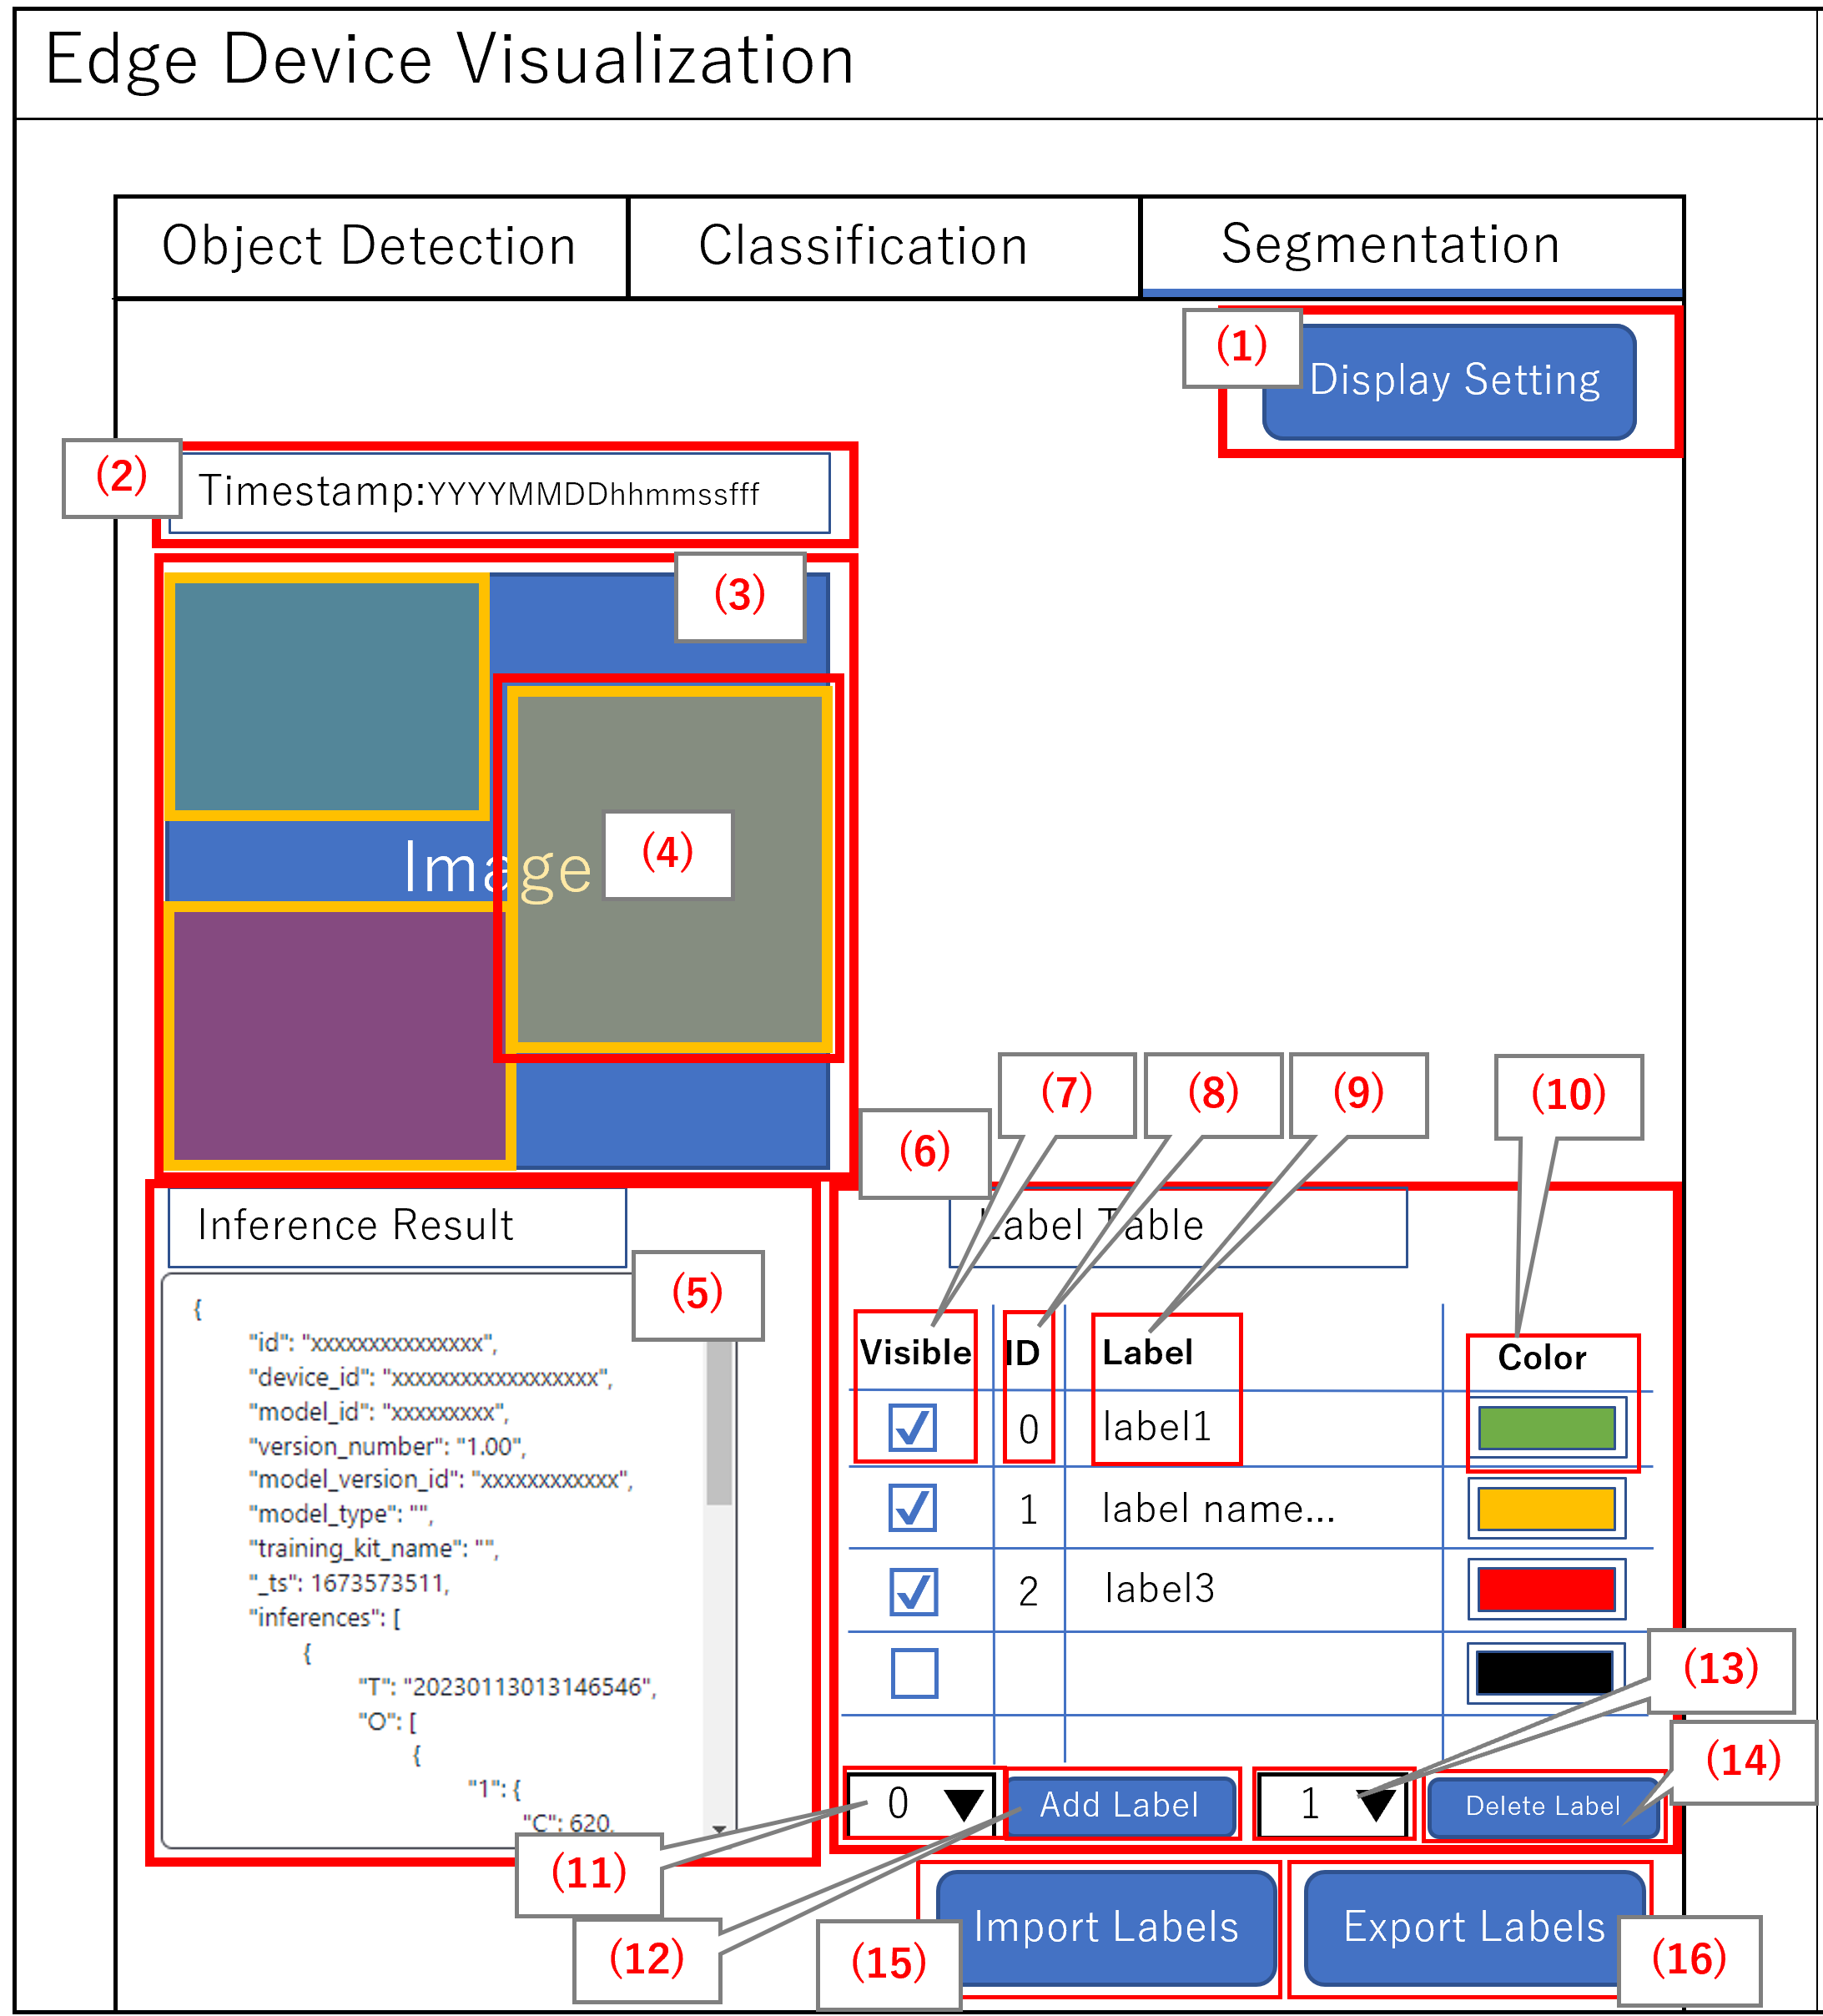 Edge Device Visualization
Object Detection
Classification
Segmentation
(1)
Display Setting
(2)
Timestamp:YYYYMMDDhhmmssfff
(3)
Image
(4)
(5)
(6)
(7)
(8)
(9)
(10)
Inference Result
{
"id": "xxxxxxxxxxxxxxx",
"device_id": "xxxxxxxxxxxxxxxxxx",
"model_id": "xxxxxxxxx",
"version_number": "1.00",
"model_version_id": "xxxxxxxxxxxx",
"model_type": "",
"training_kit_name": "",
"_ts": 1673573511,
"inferences": [
{
"T": "20230113013146546",
"O": [
{
"1": {
"C": 620,
Label Table
Visible ID Label Color
0 label1
1 label name...
2 label3
(13)
(14)
0 ▼ Add Label 1 ▼ Delete Label
(11)
(12)
(15)
Import Labels
Export Labels
(16)